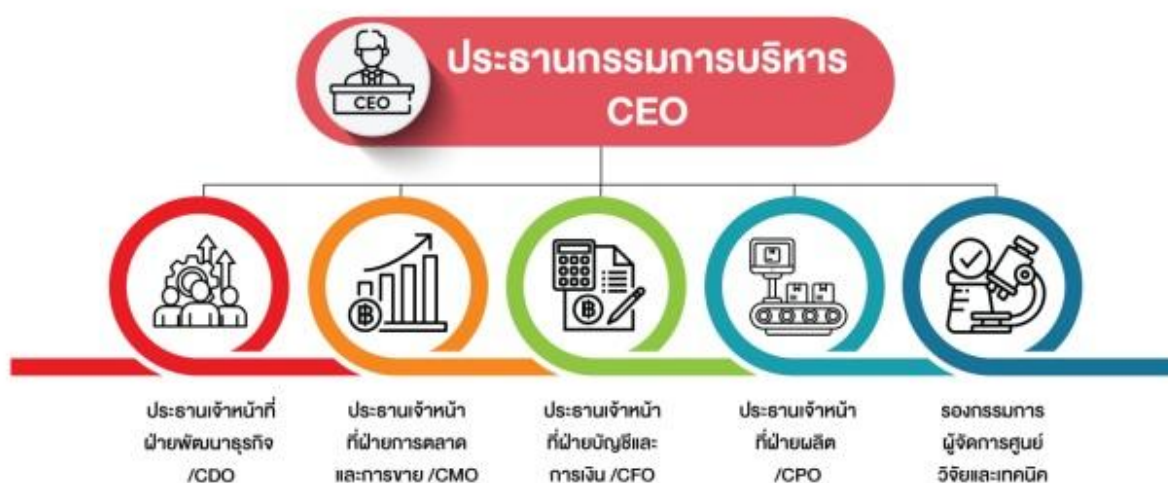 ประธานกรรมการบริหาร
CEO
CEO
ประธานเจ้าหน้าที่
ฝ่ายพัฒนาธุรกิจ
/CDO
ประธานเจ้าหน้า
ที่ฝ่ายการตลาด
และการขาย /CMO
ประธานเจ้าหน้า
ที่ฝ่ายบัญชีและ
การเงิน /CFO
ประธานเจ้าหน้า
ที่ฝ่ายผลิต
/CPO
รองกรรมการ
ผู้จัดการศูนย์
วิจัยและเทคนิค